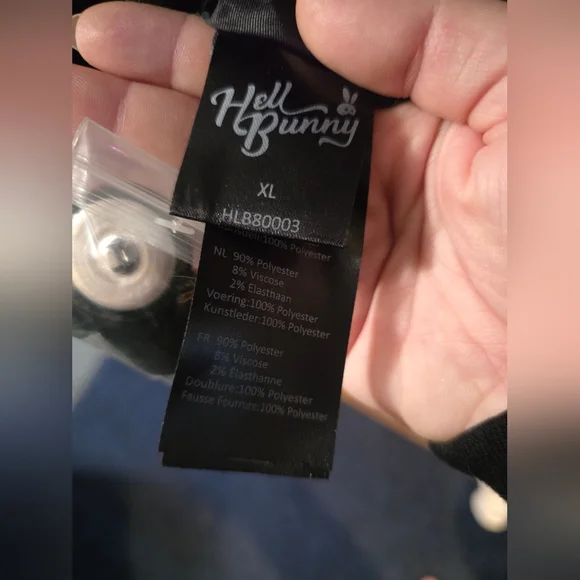 Hell
Bunny
XL
HLB80003
100% Polyester
NL 90% Polyester
8% Viscose
2% Elasthaan
Voering:100% Polyester
Kunstleder:100% Polyester
FR 90% Polyester
8% Viscose
2% Elasthanne
Doublure:100% Polyester
Fausse Fourrure:100% Polyester